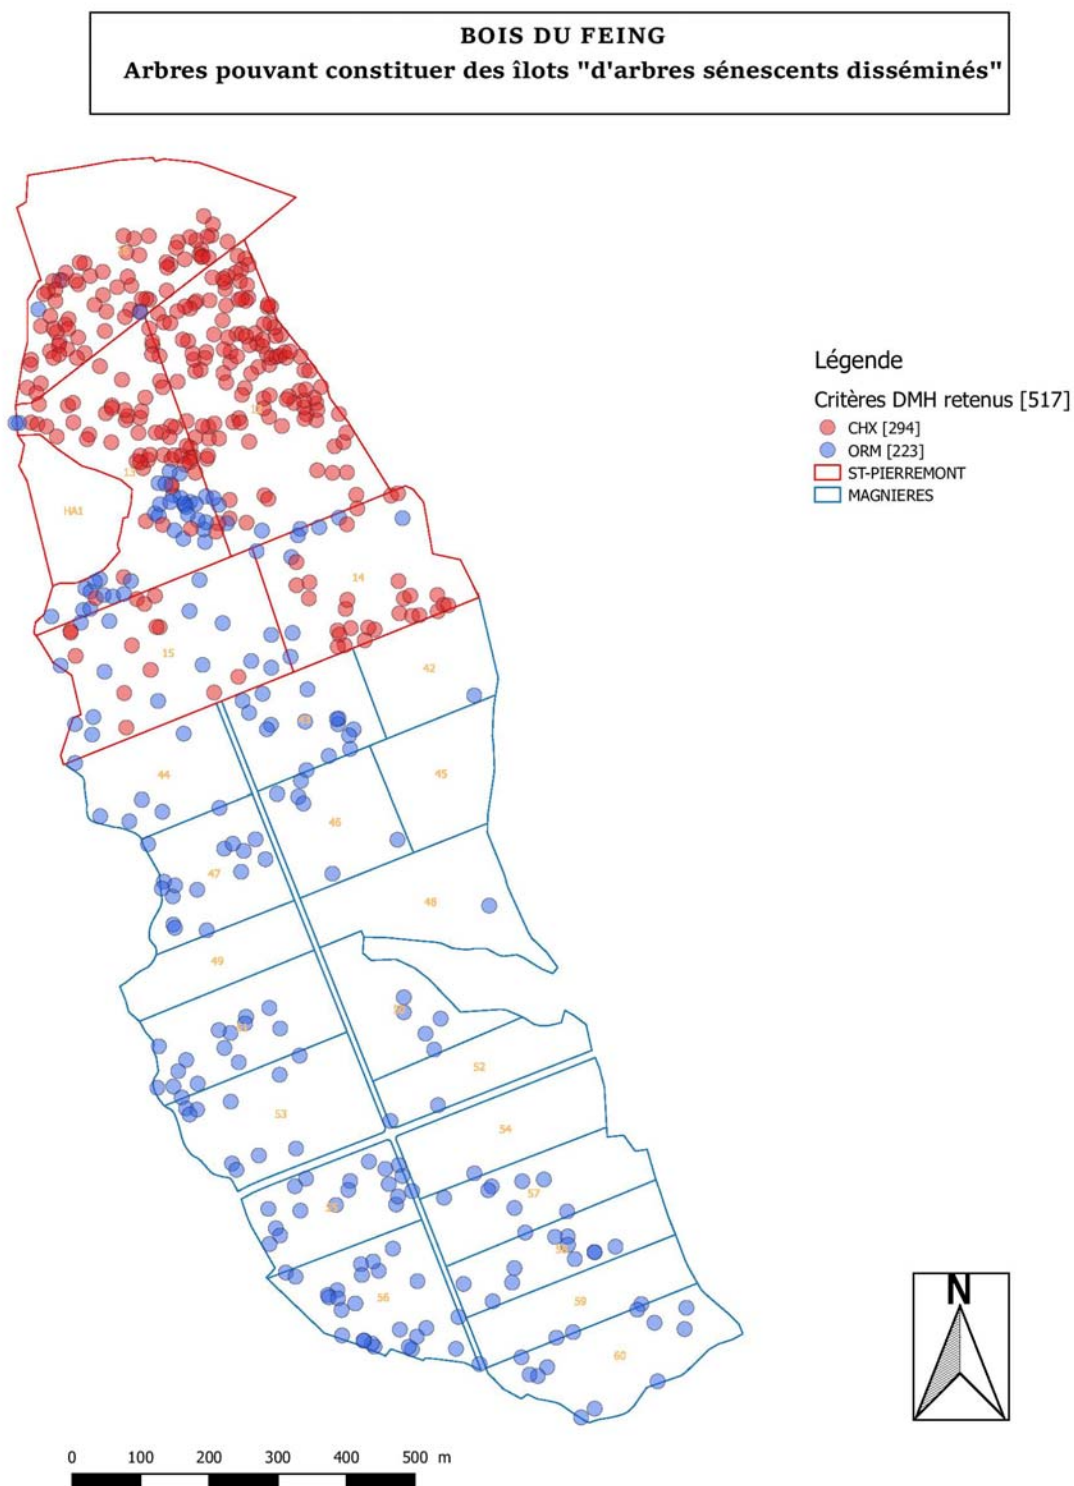 BOIS DU FEING
Arbres pouvant constituer des îlots "d'arbres sénescents disséminés"
Légende
Critères DMH retenus [517]
CHX [294]
ORM [223]
ST-PIERREMONT
MAGNIERES
HA1
14
15
42
44
45
46
47
48
49
52
53
54
57
56
59
60
N
0 100 200 300 400 500 m